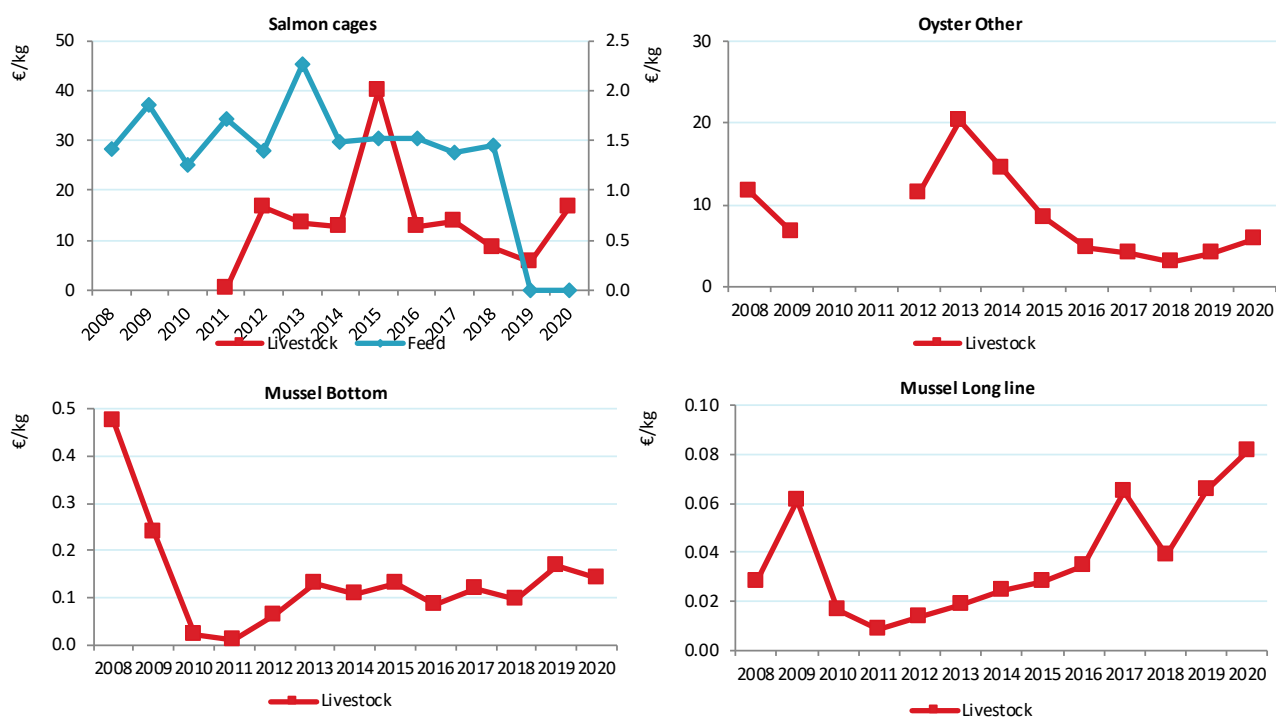 Salmon cages
€/kg
50
40
30
20
10
0
2.5
2.0
1.5
1.0
0.5
0.0
2008 2009 2010 2011 2012 2013 2014 2015 2016 2017 2018 2019 2020
Livestock Feed
Oyster Other
€/kg
30
20
10
0
2008 2009 2010 2011 2012 2013 2014 2015 2016 2017 2018 2019 2020
Livestock
Mussel Bottom
€/kg
0.5
0.4
0.3
0.2
0.1
0.0
2008 2009 2010 2011 2012 2013 2014 2015 2016 2017 2018 2019 2020
Livestock
Mussel Long line
€/kg
0.10
0.08
0.06
0.04
0.02
0.00
2008 2009 2010 2011 2012 2013 2014 2015 2016 2017 2018 2019 2020
Livestock